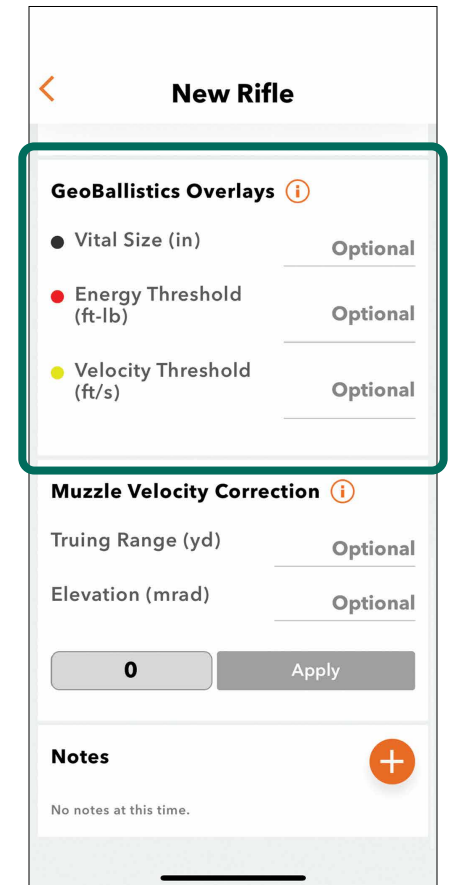 New Rifle
GeoBallistics Overlays
Vital Size (in) Optional
Energy Threshold
(ft-lb) Optional
Velocity Threshold
(ft/s) Optional
Muzzle Velocity Correction
Truing Range (yd) Optional
Elevation (mrad) Optional
0 Apply
Notes
No notes at this time.